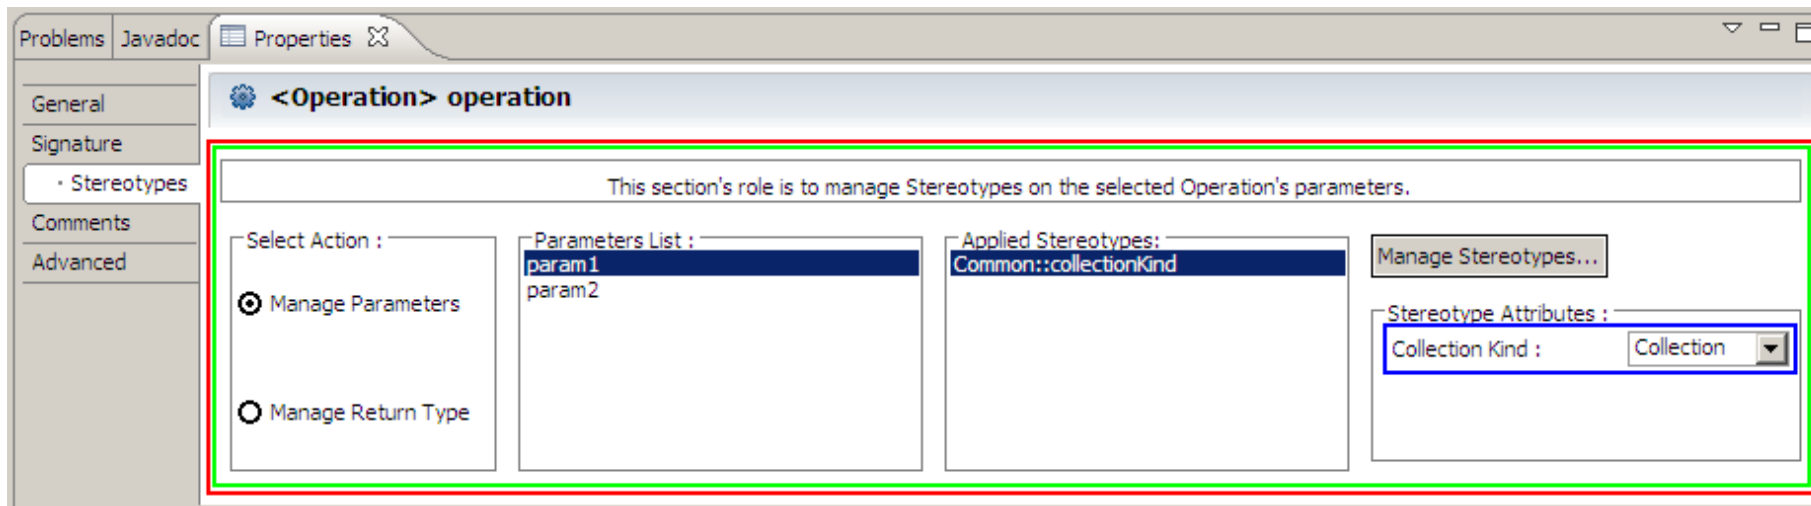 Problems Javadoc Properties
<Operation> operation
General
Signature
· Stereotypes
Comments
Advanced
This section's role is to manage Stereotypes on the selected Operation's parameters.
Select Action :
Manage Parameters
Manage Return Type
Parameters List :
param1
param2
Applied Stereotypes:
Common::collectionKind
Manage Stereotypes...
Stereotype Attributes :
Collection Kind : Collection